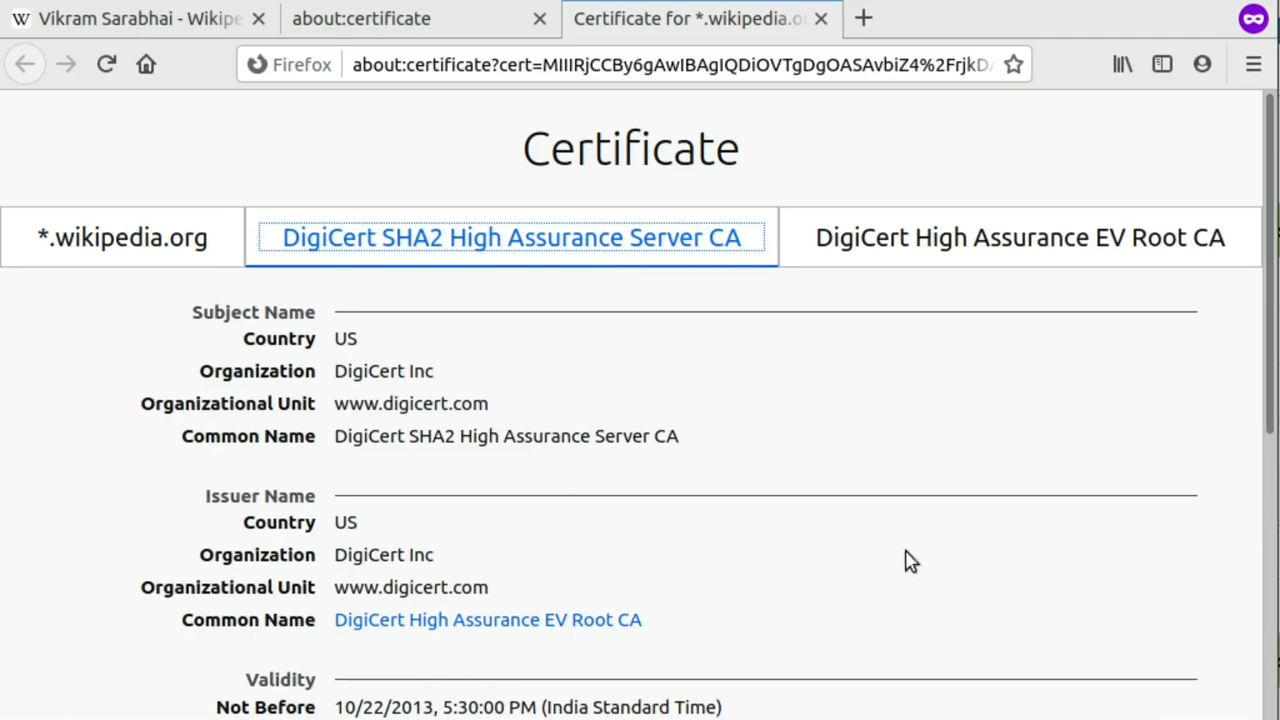 W Vikram Sarabhai - Wikipe
about:certificate
Certificate for *.wikipedia.o
Firefox about:certificate?cert=MIIIRjCCBy6gAwIBAgIQDiOVTgDgOASAvbiZ4%2FrjkD
Certificate
*.wikipedia.org
DigiCert SHA2 High Assurance Server CA
DigiCert High Assurance EV Root CA
Subject Name
Country US
Organization DigiCert Inc
Organizational Unit www.digicert.com
Common Name DigiCert SHA2 High Assurance Server CA
Issuer Name
Country US
Organization DigiCert Inc
Organizational Unit www.digicert.com
Common Name DigiCert High Assurance EV Root CA
Validity
Not Before 10/22/2013, 5:30:00 PM (India Standard Time)